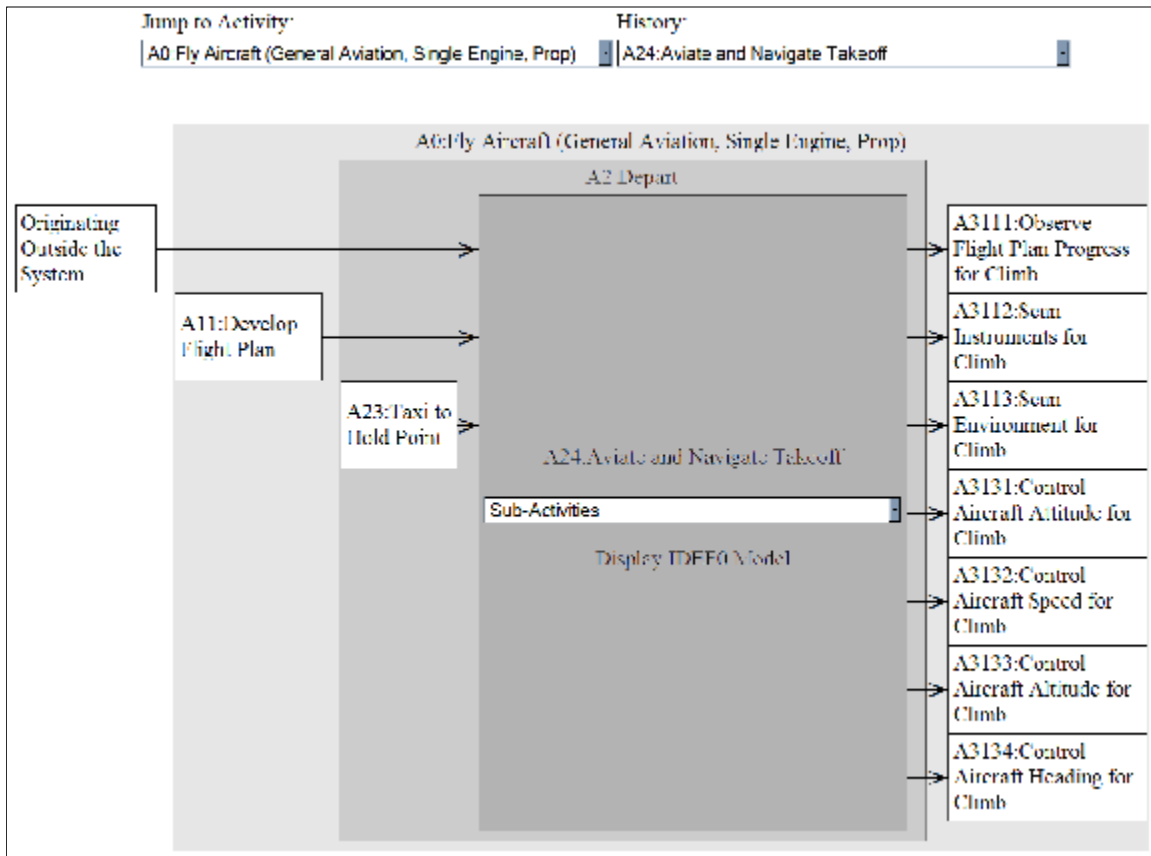 Jump to Activity:
History:
A0 Fly Aircraft (General Aviation, Single Engine, Prop)
A24:Aviate and Navigate Takeoff
A0:Fly Aircraft (General Aviation, Single Engine, Prop)
A2 Depart
Originating
Outside the
System
A11:Develop
Flight Plan
A23:Taxi to
Hold Point
A24:Aviate and Navigate Takeoff
Sub-Activities
Display IDEF0 Model
A3111:Observe
Flight Plan Progress
for Climb
A3112:Scan
Instruments for
Climb
A3113:Scan
Environment for
Climb
A3131:Control
Aircraft Attitude for
Climb
A3132:Control
Aircraft Speed for
Climb
A3133:Control
Aircraft Altitude for
Climb
A3134:Control
Aircraft Heading for
Climb